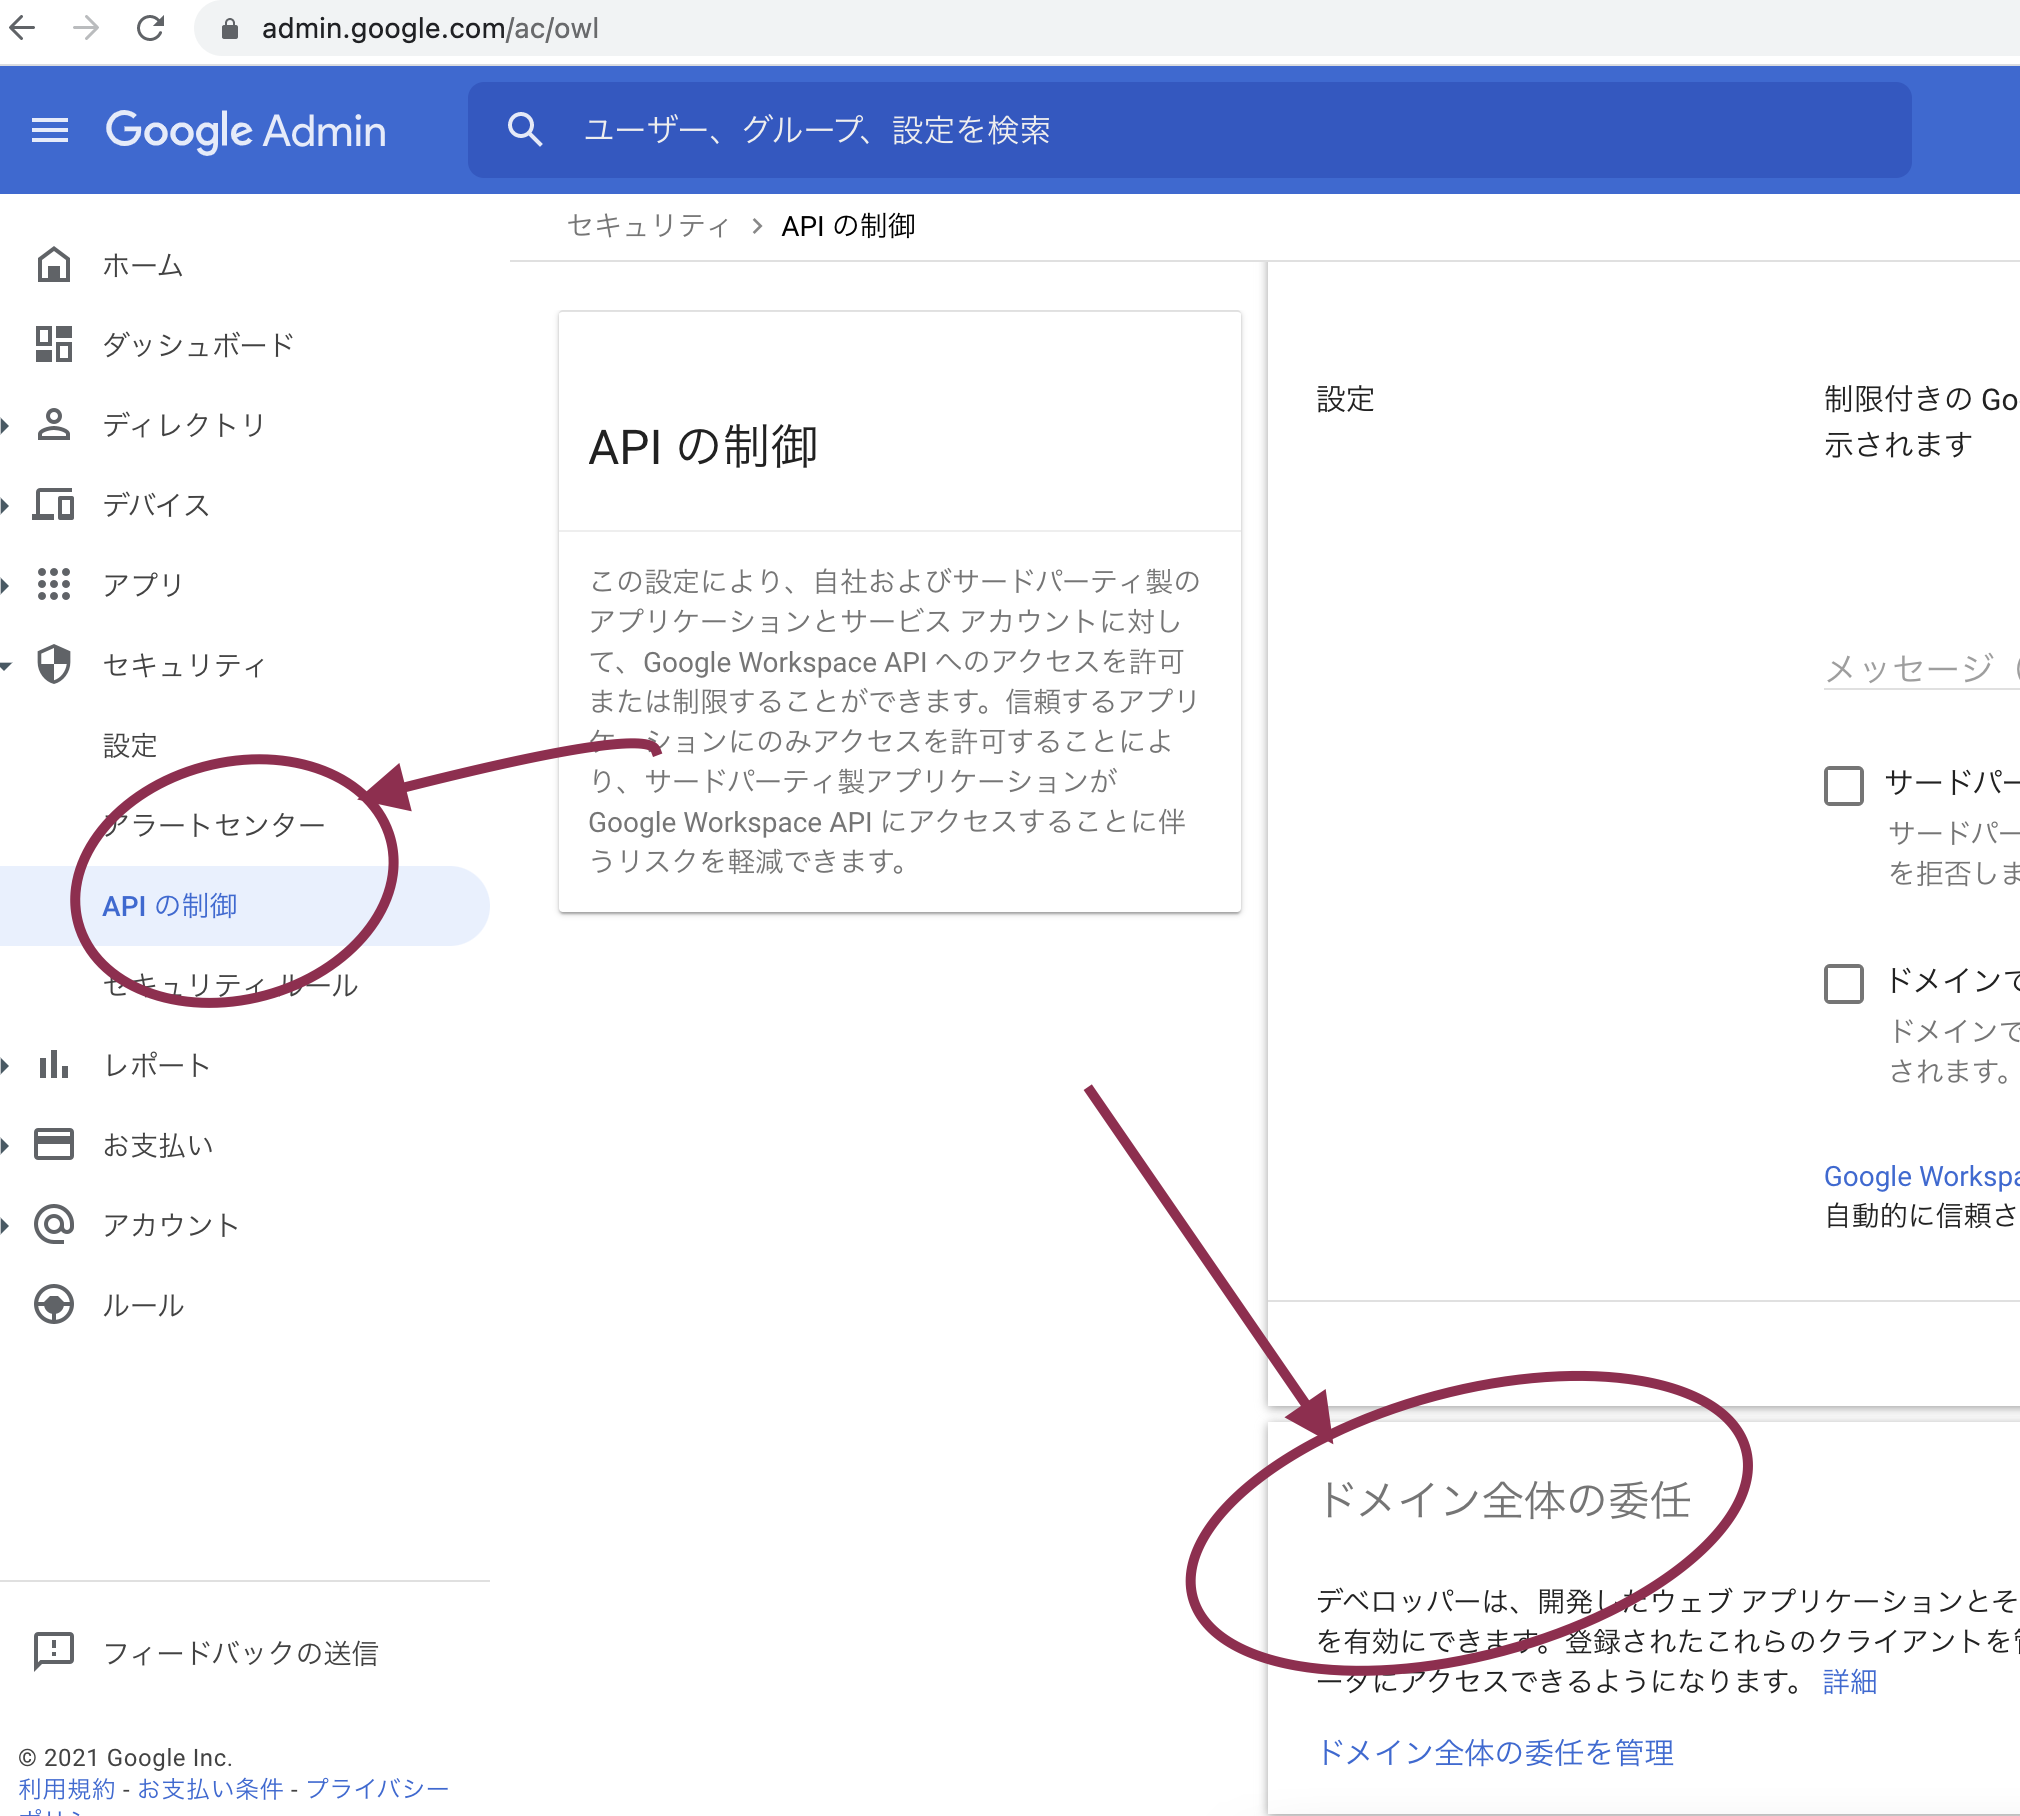 admin.google.com/ac/owl
Google Admin
ユーザー、グループ、設定を検索
セキュリティ > API の制御
ホーム
ダッシュボード
ディレクトリ
デバイス
アプリ
セキュリティ
設定
アラートセンター
API の制御
セキュリティ ルール
レポート
お支払い
アカウント
ルール
フィードバックの送信
© 2021 Google Inc.
利用規約 - お支払い条件 - プライバシー
API の制御
この設定により、自社およびサードパーティ製の
アプリケーションとサービス アカウントに対し
て、Google Workspace API へのアクセスを許可
または制限することができます。信頼するアプリ
ケーションにのみアクセスを許可することによ
り、サードパーティ製アプリケーションが
Google Workspace API にアクセスすることに伴
うリスクを軽減できます。
設定
制限付きの Go
示されます
メッセージ
サードパー
サードパー
を拒否しま
ドメインで
ドメインで
されます。
Google Workspa
自動的に信頼さ
ドメイン全体の委任
デベロッパーは、開発したウェブ アプリケーションとそ
を有効にできます。登録されたこれらのクライアントを
ータにアクセスできるようになります。 詳細
ドメイン全体の委任を管理